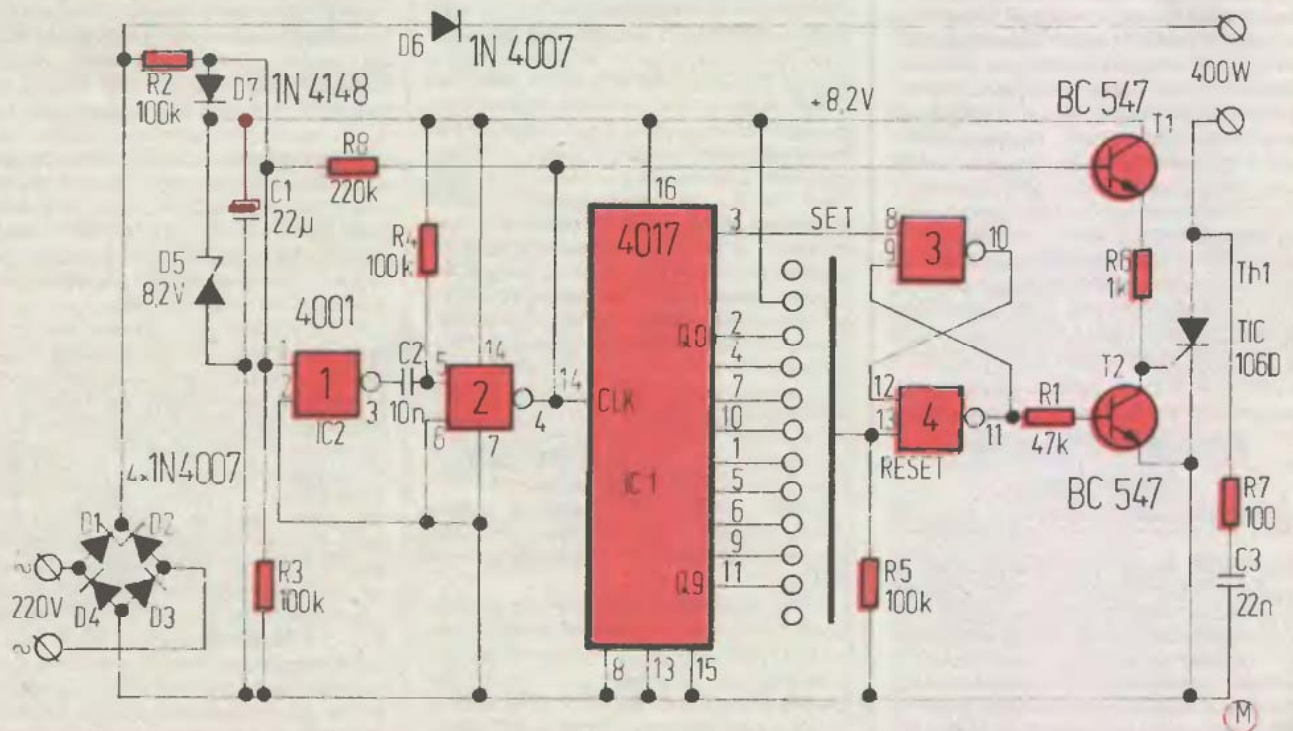 D6
1N 4007
R2
100k
D7
1N 4148
400W
+8,2V
BC 547
T1
R8
220k
C1
22µ
16
R4
100k
4017
3
SET
8
9
3
10
D5
8,2V
R6
1k
Th1
TIC
106D
4001
Q0
2
4
7
10
1
5
6
9
11
Q9
1
2
1
3
IC2
C2
10n
5
6
14
2
7
4
14
CLK
IC1
12
13
4
11
RESET
R1
47k
T2
BC 547
4x1N4007
D1
D2
D4
D3
~
220V
~
R3
100k
R5
100k
R7
100
C3
22n
8
13
15
M